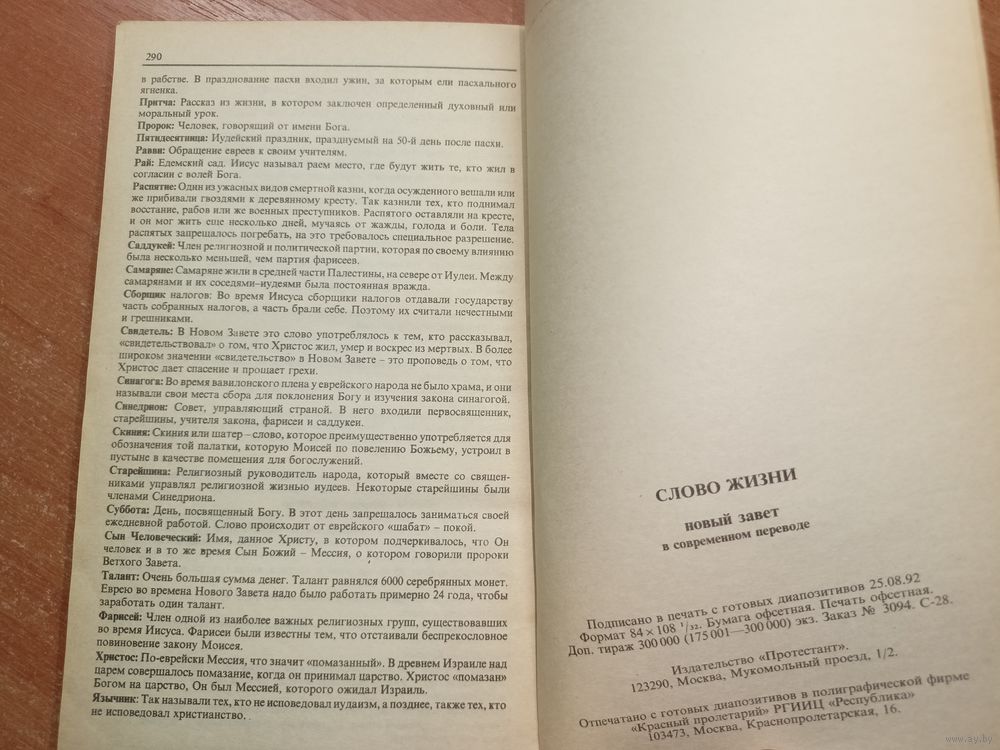 290
в рабстве. В празднование пасхи входил ужин, за которым ели пасхального
ягненка.
Притча: Рассказ из жизни, в котором заключен определенный духовный или
моральный урок.
Пророк: Человек, говорящий от имени Бога.
Пятидесятница: Иудейский праздник, празднуемый на 50-й день после пасхи.
Равви: Обращение евреев к своим учителям.
Рай: Едемский сад. Иисус называл раем место, где будут жить те, кто жил в
согласии с волей Бога.
Распятие: Один из ужасных видов смертной казни, когда осужденного вешали или
же прибивали гвоздями к деревянному кресту. Так казнили тех, кто поднимал
восстание, рабов или же военных преступников. Распятого оставляли на кресте,
и он мог жить еще несколько дней, мучаясь от жажды, голода и боли. Тела
распятых запрещалось погребать, на это требовалось специальное разрешение.
Саддукей: Член религиозной и политической партии, которая по своему влиянию
была несколько меньшей, чем партия фарисеев.
Самаряне: Самаряне жили в средней части Палестины, на севере от Иудеи. Между
самарянами и их соседями–иудеями была постоянная вражда.
Сборщик налогов: Во время Иисуса сборщики налогов отдавали государству
часть собранных налогов, а часть брали себе. Поэтому их считали нечестными
и грешниками.
Свидетель: В Новом Завете это слово употреблялось к тем, кто рассказывал,
«свидетельствовал» о том, что Христос жил, умер и воскрес из мертвых. В более
широком значении «свидетельство» в Новом Завете – это проповедь о том, что
Христос дает спасение и прощает грехи.
Синагога: Во время вавилонского плена у еврейского народа не было храма, и они
называли свои места сбора для поклонения Богу и изучения закона синагогой.
Синедрион: Совет, управляющий страной. В него входили первосвященник,
старейшины, учителя закона, фарисеи и саддукеи.
Скиния: Скиния или шатер – слово, которое преимущественно употребляется для
обозначения той палатки, которую Моисей по повелению Божьему, устроил в
пустыне в качестве помещения для богослужений.
Старейшина: Религиозный руководитель народа, который вместе со священ-
никами управлял религиозной жизнью иудеев. Некоторые старейшины были
членами Синедриона.
Суббота: День, посвященный Богу. В этот день запрещалось заниматься своей
ежедневной работой. Слово происходит от еврейского «шабат» – покой.
Сын Человеческий: Имя, данное Христу, в котором подчеркивалось, что Он
человек и в то же время Сын Божий – Мессия, о котором говорили пророки
Ветхого Завета.
Талант: Очень большая сумма денег. Талант равнялся 6000 серебрянных монет.
Еврею во времена Нового Завета надо было работать примерно 24 года, чтобы
заработать один талант.
Фарисей: Член одной из наиболее важных религиозных групп, существовавших
во время Иисуса. Фарисеи были известны тем, что отстаивали беспрекословное
повиновение закону Моисея.
Христос: По-еврейски Мессия, что значит “помазанный». В древнем Израиле над
царем совершалось помазание, когда он принимал царство. Христос «помазан»
Богом на царство, Он был Мессией, которого ожидал Израиль.
Язычник: Так называли тех, кто не исповедовал иудаизм, а позднее, также тех, кто
не исповедовал христианство.
СЛОВО ЖИЗНИ
новый завет
в современном переводе
Подписано в печать с готовых диапозитивов 25.08.92
Формат 84×108 1/32. Бумага офсетная. Печать офсетная.
Доп. тираж 300 000 (175 001—300 000) экз. Заказ № 3094. С-28.
Издательство «Протестант».
123290, Москва, Мукомольный проезд, 1/2.
Отпечатано с готовых диапозитивов в полиграфической фирме
«Красный пролетарий» РГИИЦ «Республика»
103473, Москва, Краснопролетарская, 16.
www.ay.by